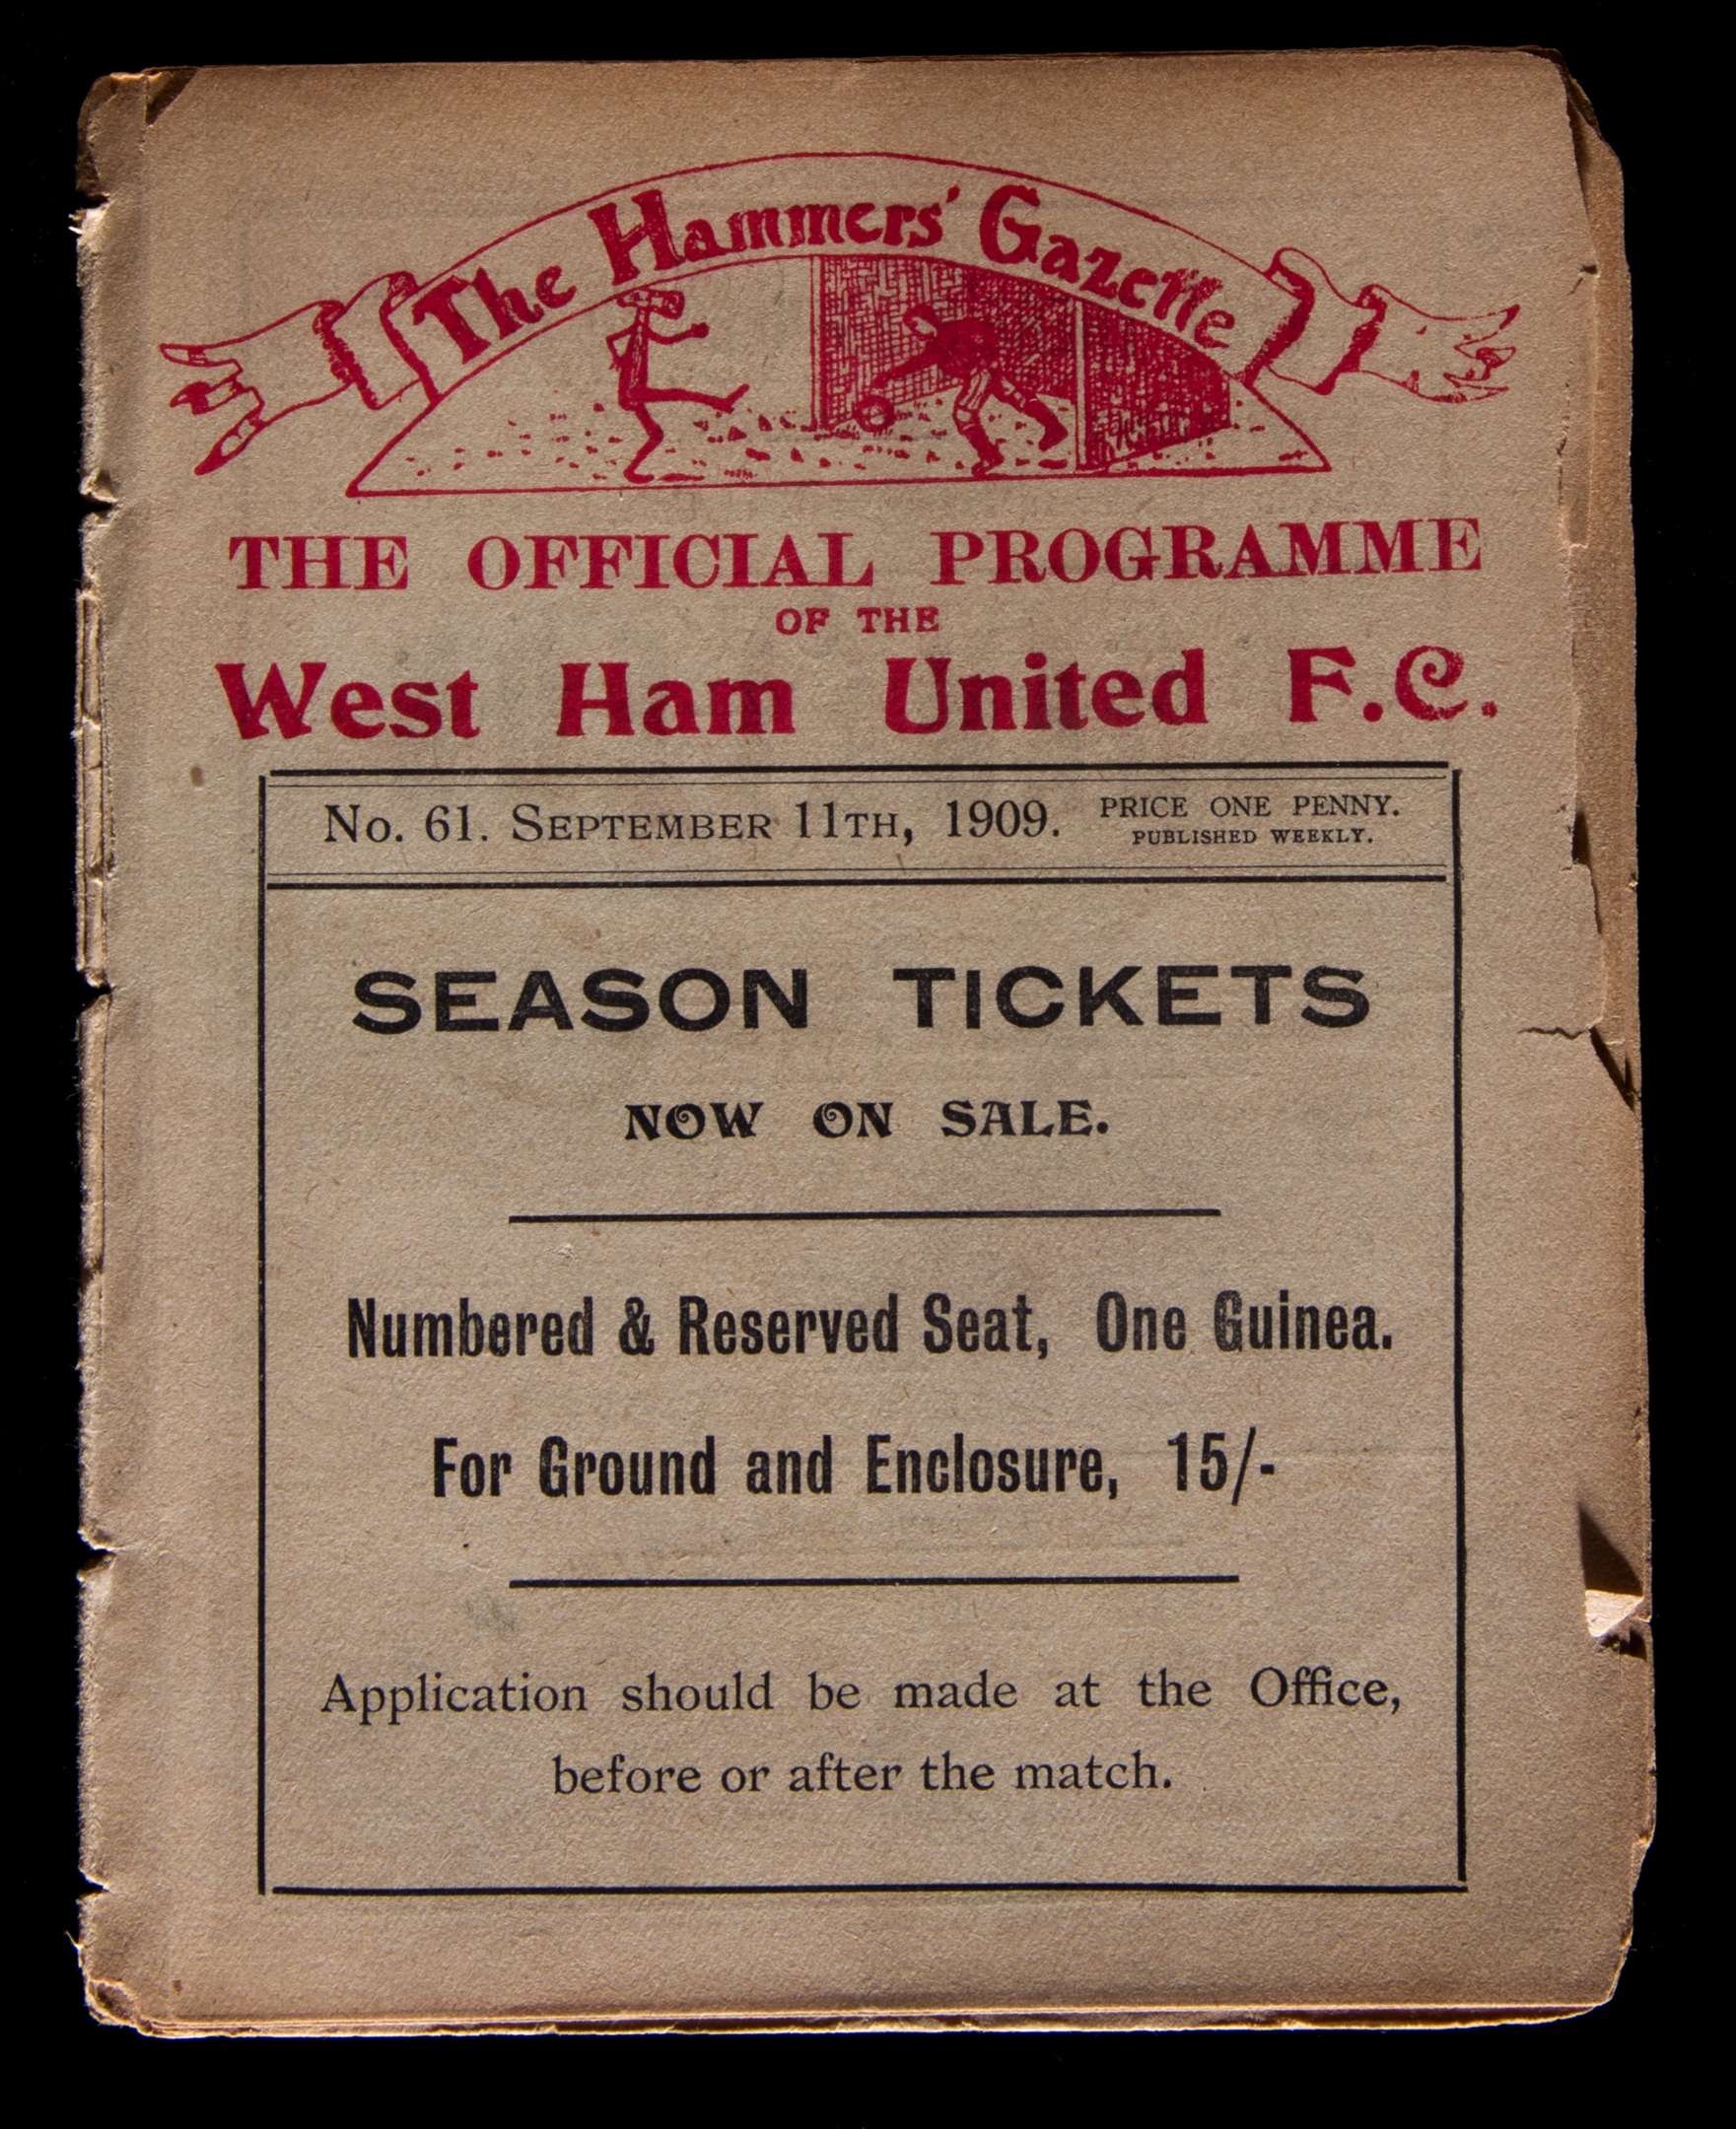 The Hammers' Gazette
THE OFFICIAL PROGRAMME
OF THE
West Ham United F.C.
No. 61. SEPTEMBER 11TH, 1909. PRICE ONE PENNY.
PUBLISHED WEEKLY.
SEASON TICKETS
NOW ON SALE.
Numbered & Reserved Seat, One Guinea.
For Ground and Enclosure, 15/-
Application should be made at the Office,
before or after the match.